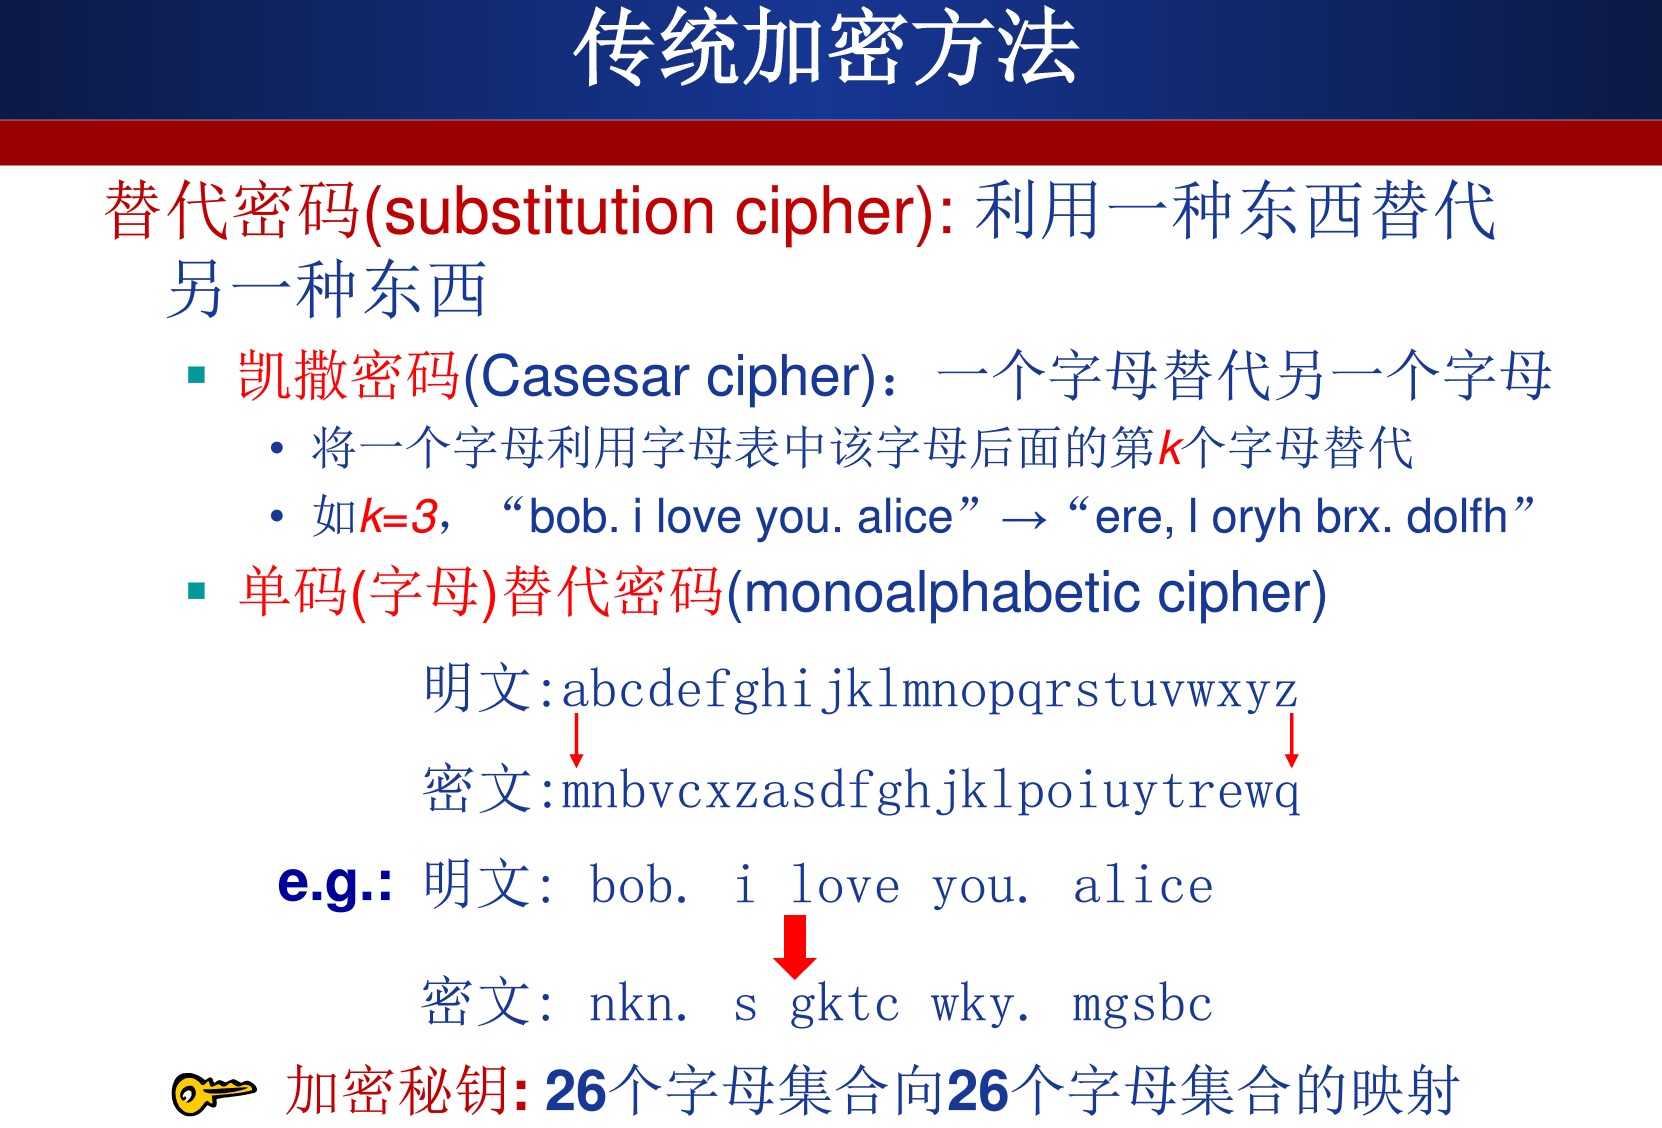 传统加密方法
替代密码(substitution cipher): 利用一种东西替代
另一种东西
▪ 凯撒密码(Casesar cipher)：一个字母替代另一个字母
• 将一个字母利用字母表中该字母后面的第k个字母替代
• 如k=3，“bob. i love you. alice”→“ere, l oryh brx. dolfh”
▪ 单码(字母)替代密码(monoalphabetic cipher)
明文:abcdefghijklmnopqrstuvwxyz
密文:mnbvcxzasdfghjklpoiuytrewq
e.g.: 明文: bob. i love you. alice
密文: nkn. s gktc wky. mgsbc
加密秘钥: 26个字母集合向26个字母集合的映射